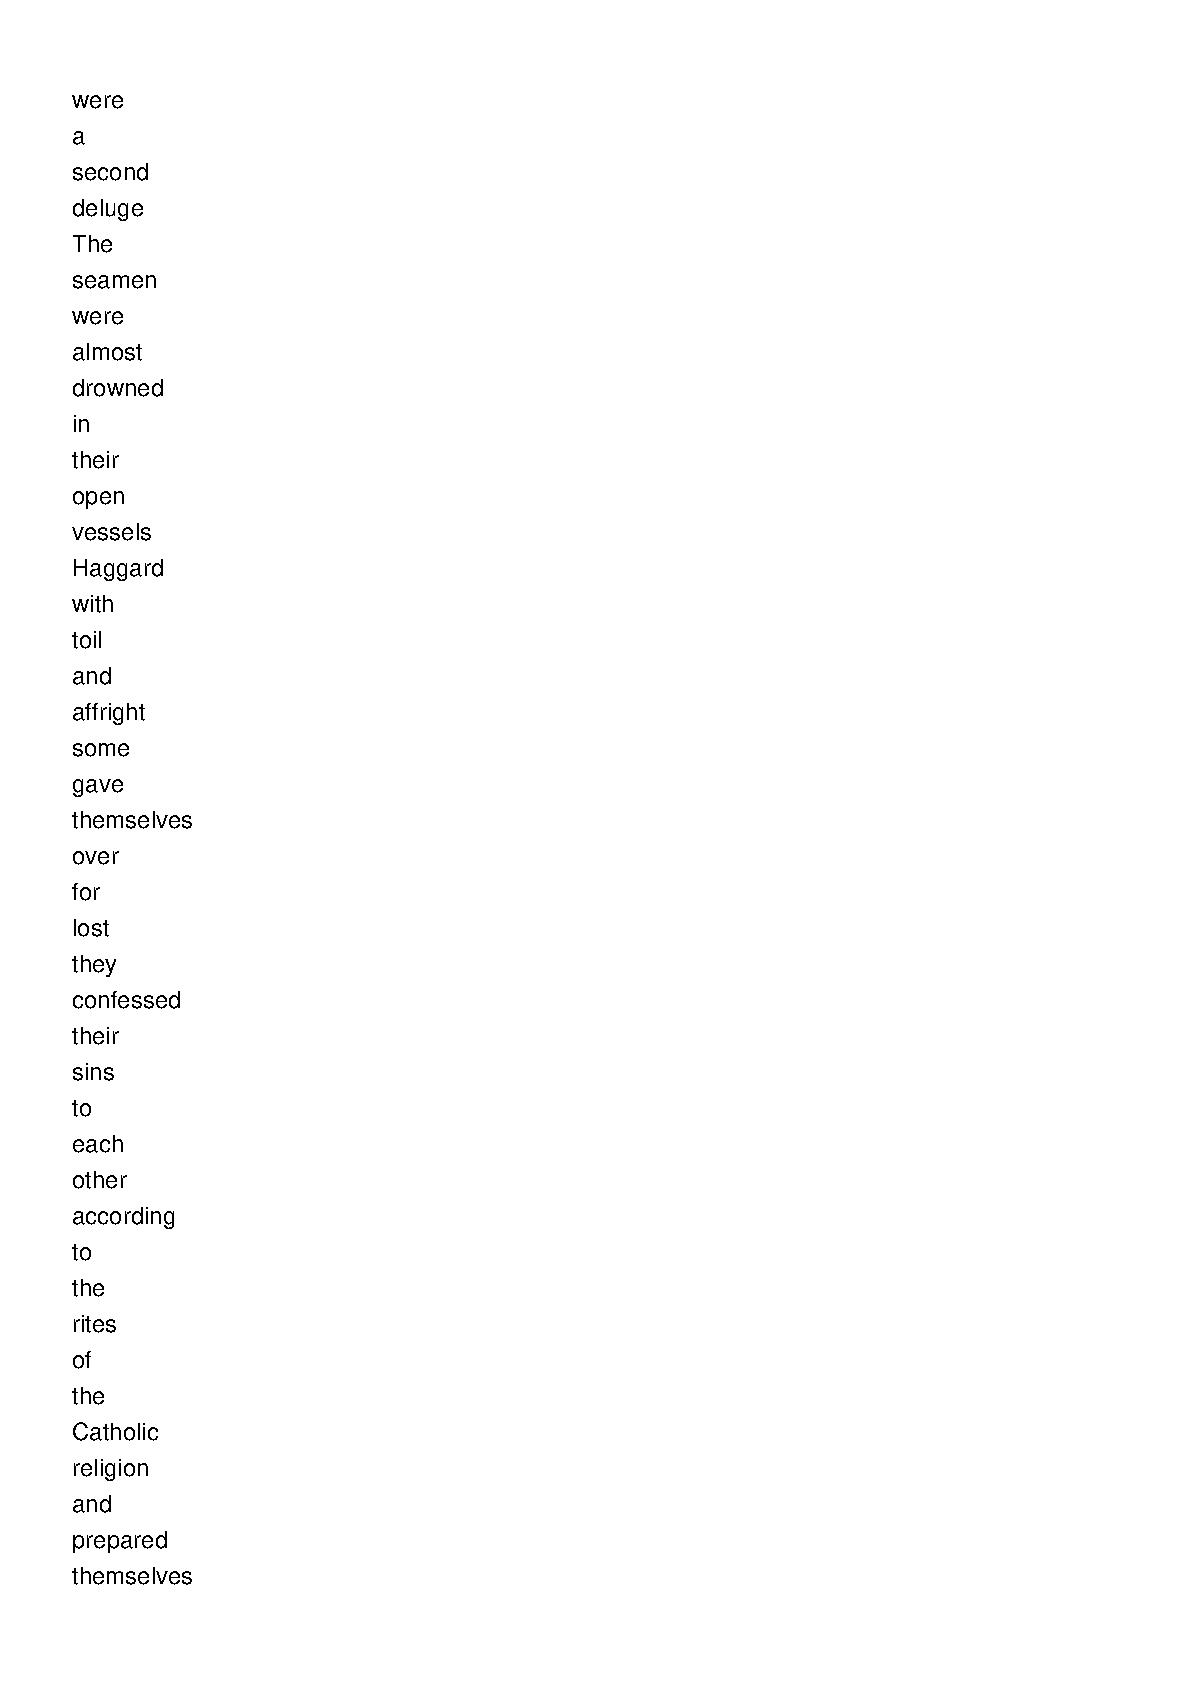 were
a
second
deluge
The
seamen
were
almost
drowned
in
their
open
vessels
Haggard
with
toil
and
affright
some
gave
themselves
over
for
lost
they
confessed
their
sins
to
each
other
according
to
the
rites
of
the
Catholic
religion
and
prepared
themselves